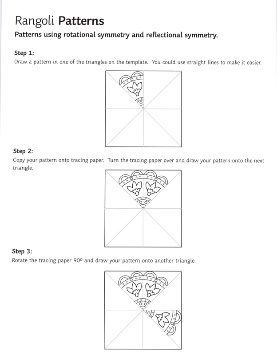 Rangoli Patterns
Patterns using rotational symmetry and reflectional symmetry.
Step 1:
Draw a pattern in one of the triangles on the template. You could use straight lines to make it easier.
Step 2:
Copy your pattern onto tracing paper. Turn the tracing paper over and draw your pattern onto the next
triangle.
Step 3:
Rotate the tracing paper 90º and draw your pattern onto another triangle.